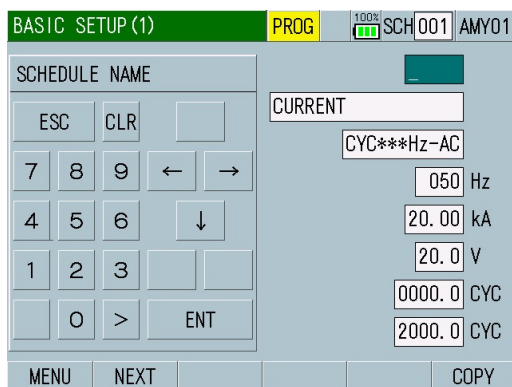 BASIC SETUP(1) PROG 100% SCH 001 AMY01
SCHEDULE NAME _
ESC CLR CURRENT
CYC***Hz-AC
7 8 9 ← → 050 Hz
4 5 6 ↓ 20.00 kA
20.0 V
1 2 3 0000.0 CYC
0 > ENT 2000.0 CYC
MENU NEXT COPY